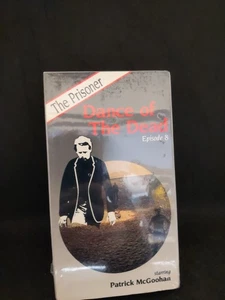 The Prisoner
Dance of
The Dead
Episode 8
starring
Patrick McGoohan